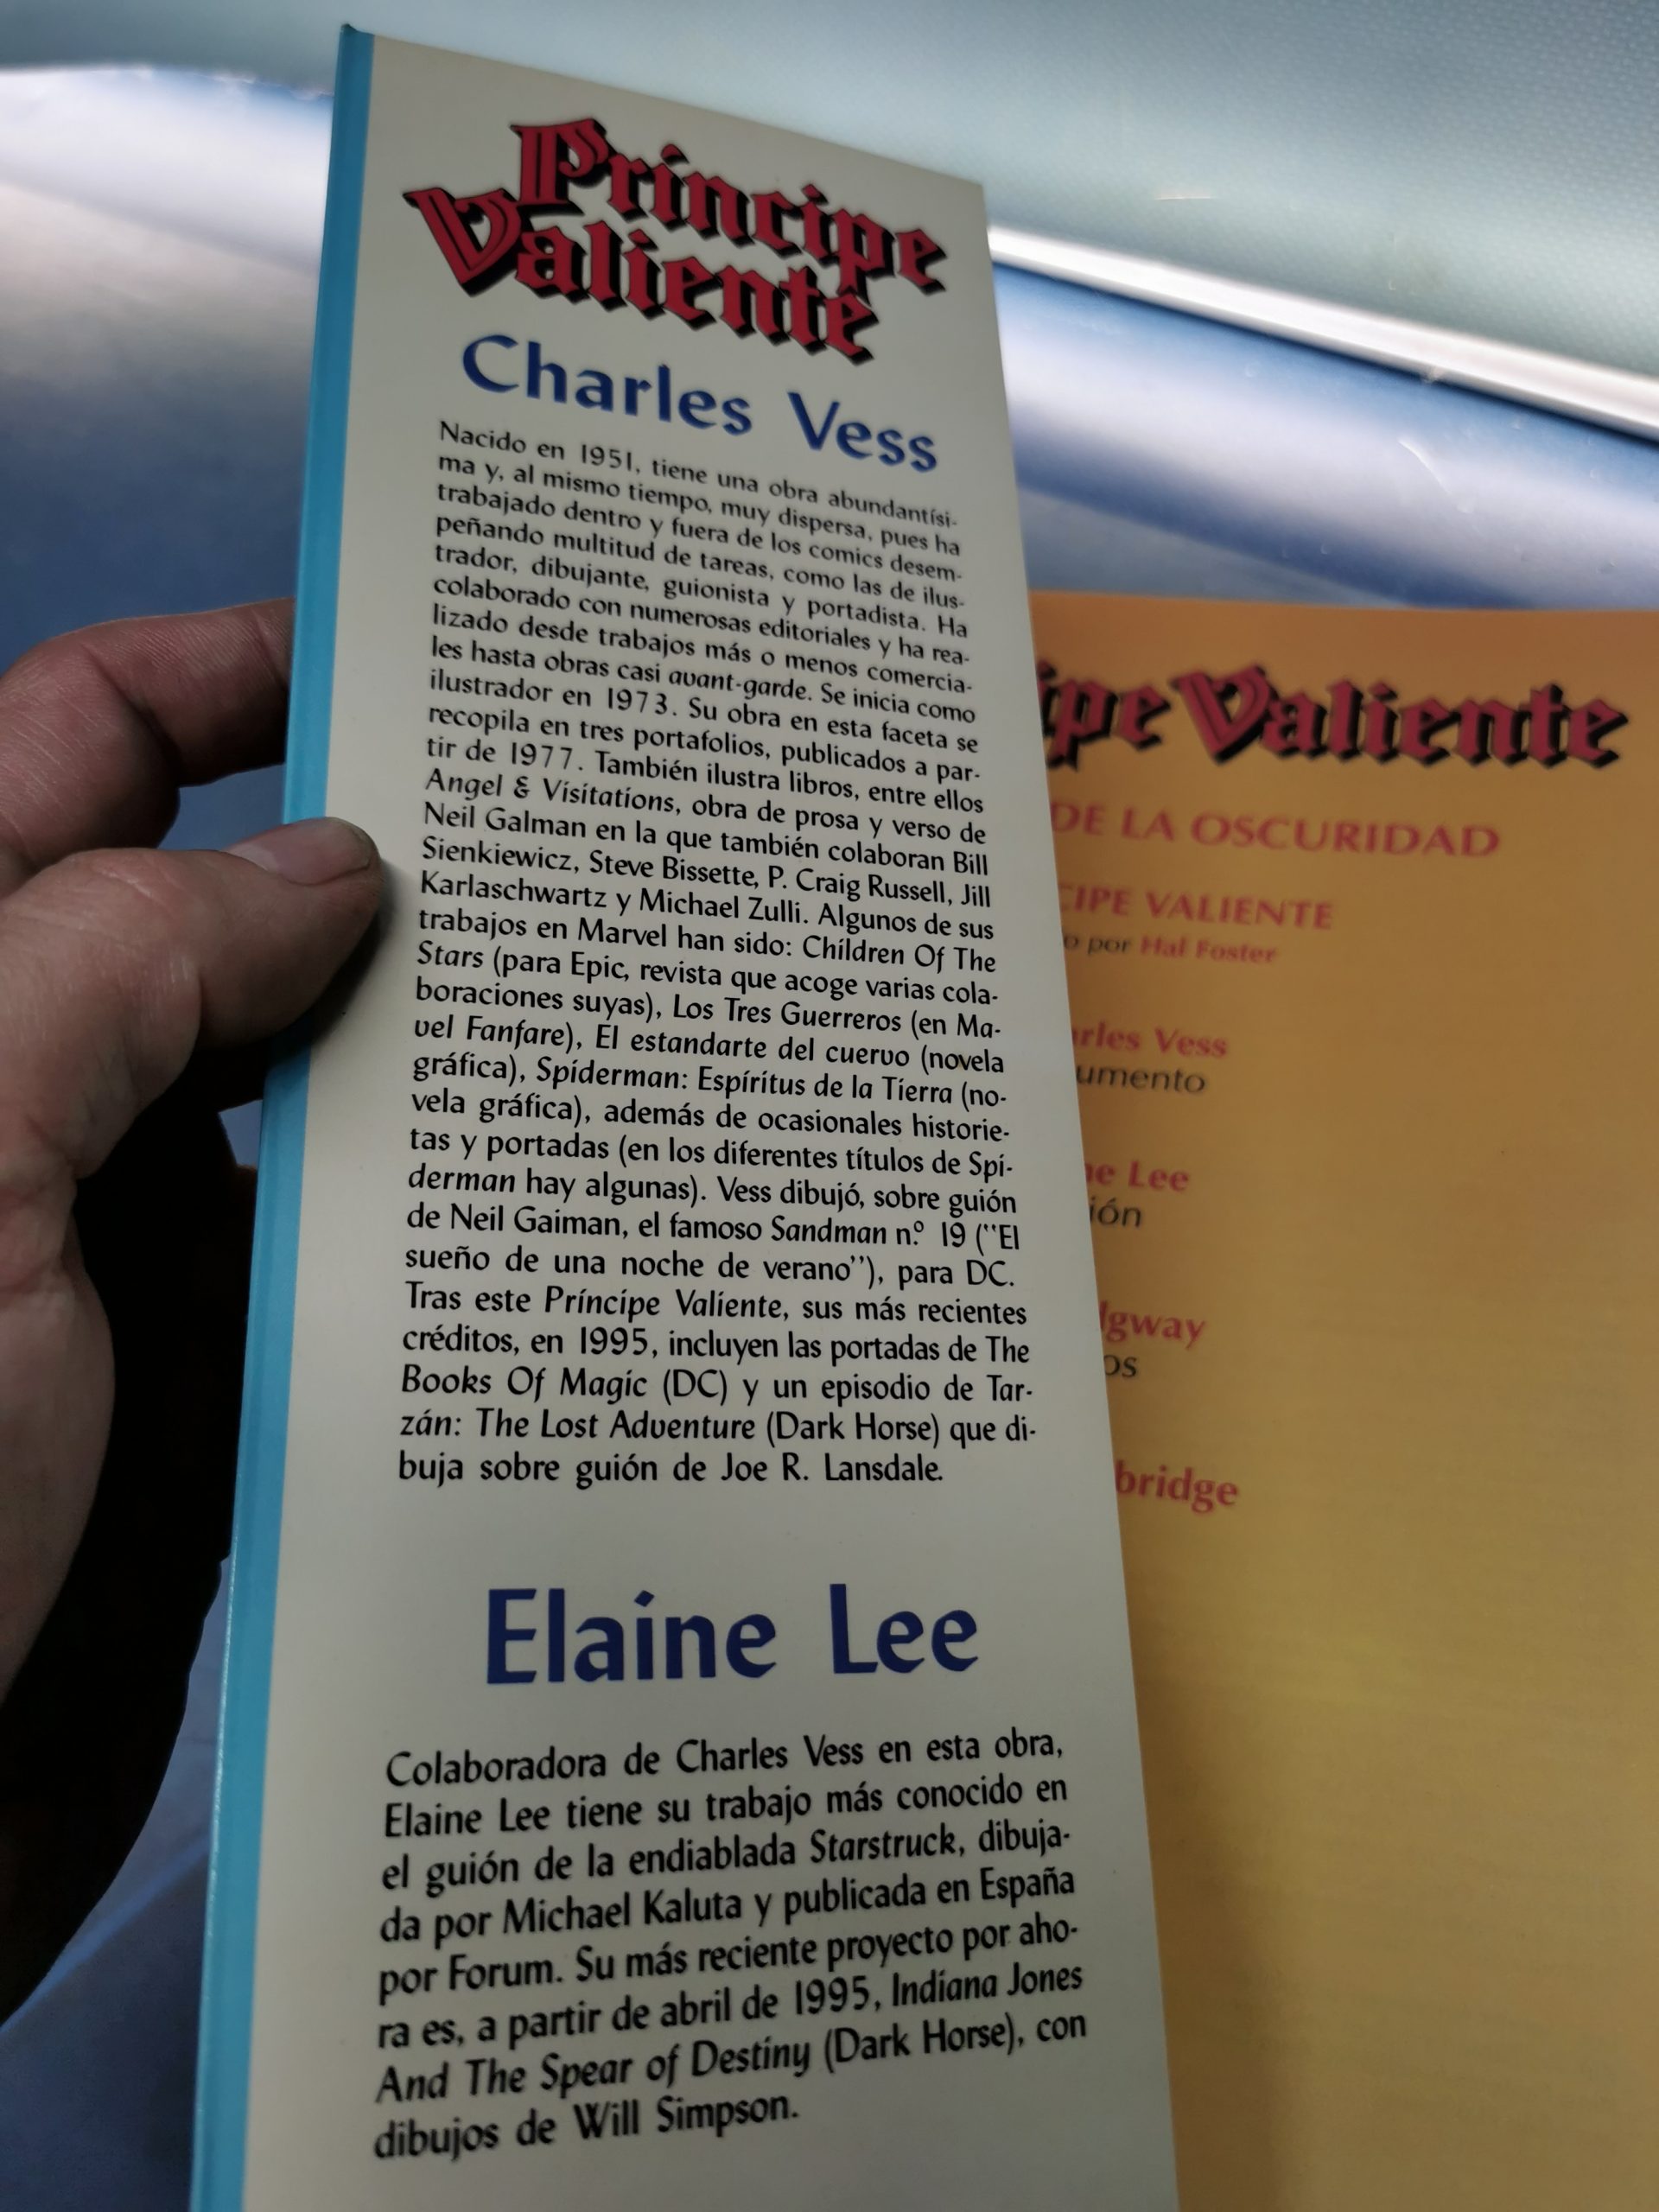 Príncipe
Valiente
Charles Vess
Nacido en 1951, tiene una obra abundantísi-
ma y, al mismo tiempo, muy dispersa, pues ha
trabajado dentro y fuera de los comics desem-
peñando multitud de tareas, como las de ilus-
trador, dibujante, guionista y portadista. Ha
colaborado con numerosas editoriales y ha rea-
lizado desde trabajos más o menos comercia-
les hasta obras casi avant-garde. Se inicia como
ilustrador en 1973. Su obra en esta faceta se
recopila en tres portafolios, publicados a par-
tir de 1977. También ilustra libros, entre ellos
Angel & Visitations, obra de prosa y verso de
Neil Galman en la que también colaboran Bill
Sienkiewicz, Steve Bissette, P. Craig Russell, Jill
Karlaschwartz y Michael Zulli. Algunos de sus
trabajos en Marvel han sido: Children Of The
Stars (para Epic, revista que acoge varias cola-
boraciones suyas), Los Tres Guerreros (en Ma-
vel Fanfare), El estandarte del cuervo (novela
gráfica), Spiderman: Espíritus de la Tierra (no-
vela gráfica), además de ocasionales historie-
tas y portadas (en los diferentes títulos de Spi-
derman hay algunas). Vess dibujó, sobre guión
de Neil Gaiman, el famoso Sandman n.º 19 ("El
sueño de una noche de verano"), para DC.
Tras este Príncipe Valiente, sus más recientes
créditos, en 1995, incluyen las portadas de The
Books Of Magic (DC) y un episodio de Tar-
zán: The Lost Adventure (Dark Horse) que di-
buja sobre guión de Joe R. Lansdale.
Elaine Lee
Colaboradora de Charles Vess en esta obra,
Elaine Lee tiene su trabajo más conocido en
el guión de la endiablada Starstruck, dibuja-
da por Michael Kaluta y publicada en España
por Forum. Su más reciente proyecto por aho-
ra es, a partir de abril de 1995, Indiana Jones
And The Spear of Destiny (Dark Horse), con
dibujos de Will Simpson.
ipe Valiente
DE LA OSCURIDAD
CIPE VALIENTE
o por Hal Foster
rles Vess
umento
ne Lee
ión
dgway
os
bridge